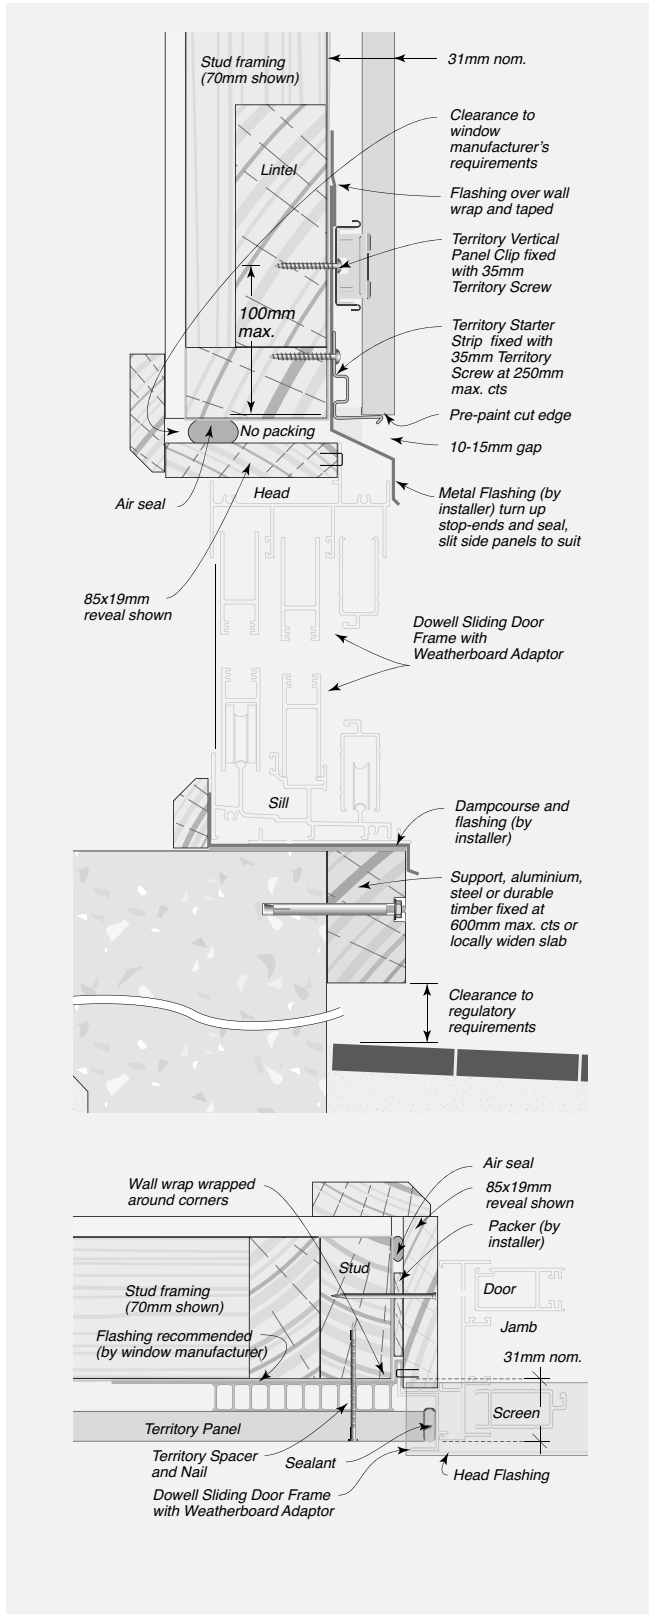 Stud framing
(70mm shown)
31mm nom.
Clearance to
window
manufacturer's
requirements
Lintel
Flashing over wall
wrap and taped
Territory Vertical
Panel Clip fixed
with 35mm
Territory Screw
100mm
max.
Territory Starter
Strip fixed with
35mm Territory
Screw at 250mm
max. cts
Pre-paint cut edge
No packing
10-15mm gap
Air seal
Head
Metal Flashing (by
installer) turn up
stop-ends and seal,
slit side panels to suit
85x19mm
reveal shown
Dowell Sliding Door
Frame with
Weatherboard Adaptor
Sill
Dampcourse and
flashing (by
installer)
Support, aluminium,
steel or durable
timber fixed at
600mm max. cts or
locally widen slab
Clearance to
regulatory
requirements
Air seal
Wall wrap wrapped
around corners
85x19mm
reveal shown
Packer (by
installer)
Stud
Stud framing
(70mm shown)
Door
Jamb
Flashing recommended
(by window manufacturer)
31mm nom.
Screen
Territory Panel
Territory Spacer
and Nail
Sealant
Head Flashing
Dowell Sliding Door Frame
with Weatherboard Adaptor